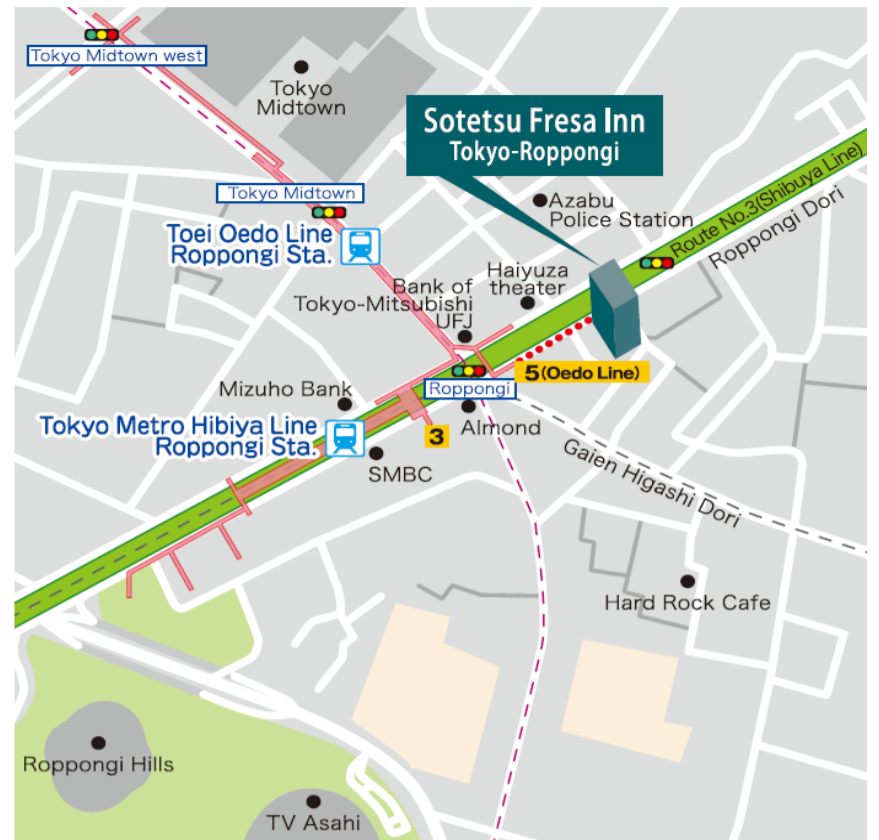 Tokyo Midtown west
Tokyo
Midtown
Sotetsu Fresa Inn
Tokyo-Roppongi
Tokyo Midtown
Azabu
Police Station
Route No.3(Shibuya Line)
Roppongi Dori
Toei Oedo Line
Roppongi Sta.
Bank of
Tokyo-Mitsubishi
UFJ
Haiyuza
theater
5(Oedo Line)
Roppongi
Mizuho Bank
Tokyo Metro Hibiya Line
Roppongi Sta.
3
Almond
SMBC
Gaien Higashi Dori
Hard Rock Cafe
Roppongi Hills
TV Asahi